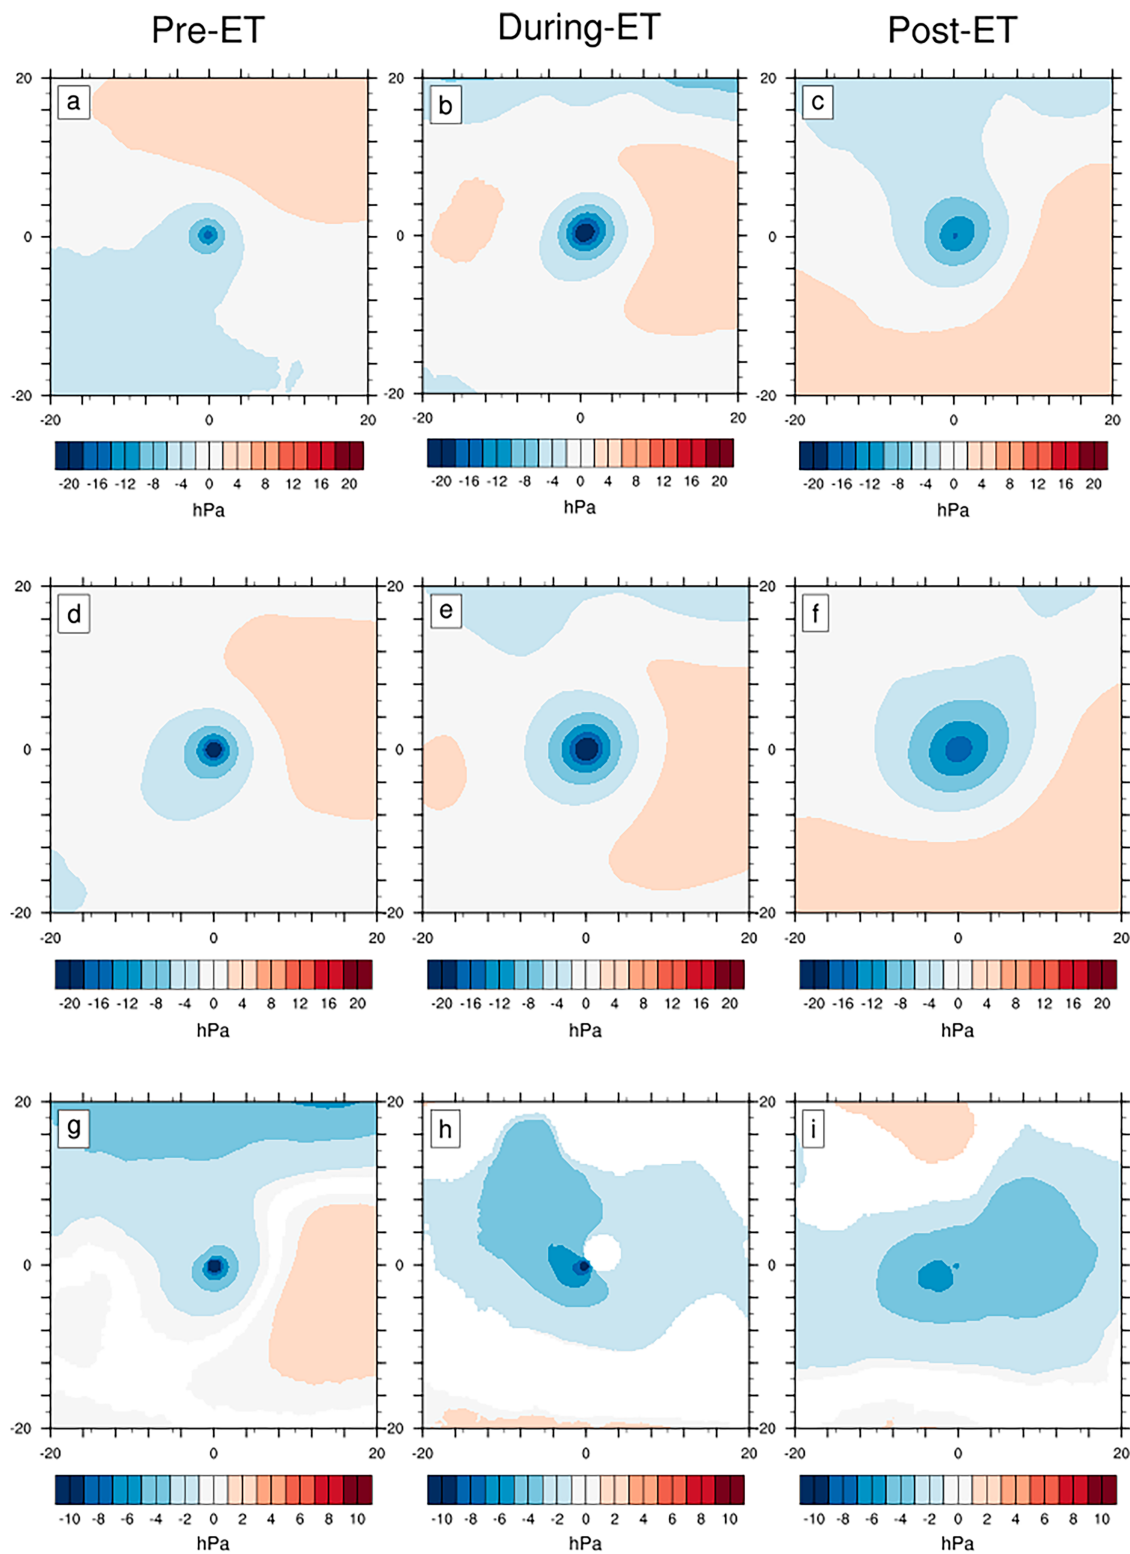 Pre-ET During-ET Post-ET
20 20 20
a b c
0 0 0
-20 -20 -20
-20 0 20 -20 0 20 -20 0 20
-20 -16 -12 -8 -4 0 4 8 12 16 20 -20 -16 -12 -8 -4 0 4 8 12 16 20 -20 -16 -12 -8 -4 0 4 8 12 16 20
hPa hPa hPa
20 20 20
d e f
0 0 0
-20 -20 -20
-20 0 20 -20 0 20 -20 0 20
-20 -16 -12 -8 -4 0 4 8 12 16 20 -20 -16 -12 -8 -4 0 4 8 12 16 20 -20 -16 -12 -8 -4 0 4 8 12 16 20
hPa hPa hPa
20 20 20
g h i
0 0 0
-20 -20 -20
-20 0 20 -20 0 20 -20 0 20
-10 -8 -6 -4 -2 0 2 4 6 8 10 -10 -8 -6 -4 -2 0 2 4 6 8 10 -10 -8 -6 -4 -2 0 2 4 6 8 10
hPa hPa hPa